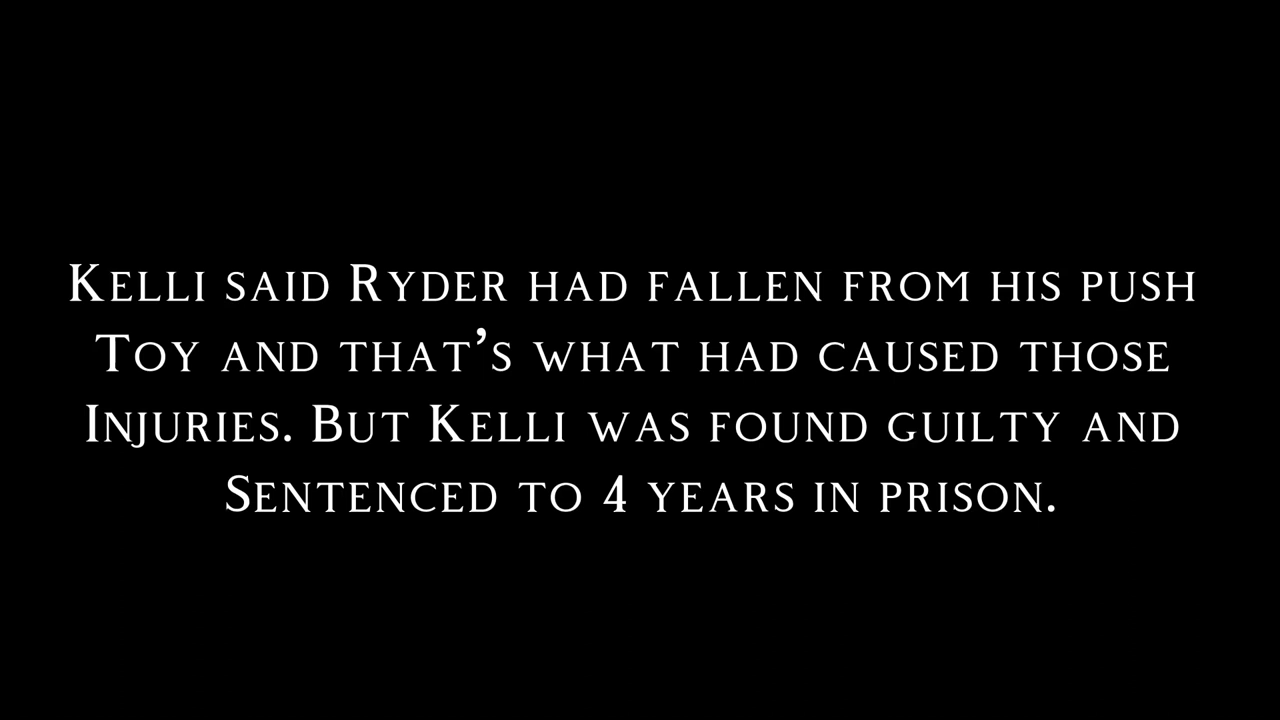 Kelli said Ryder had fallen from his push
Toy and that’s what had caused those
Injuries. But Kelli was found guilty and
Sentenced to 4 years in prison.